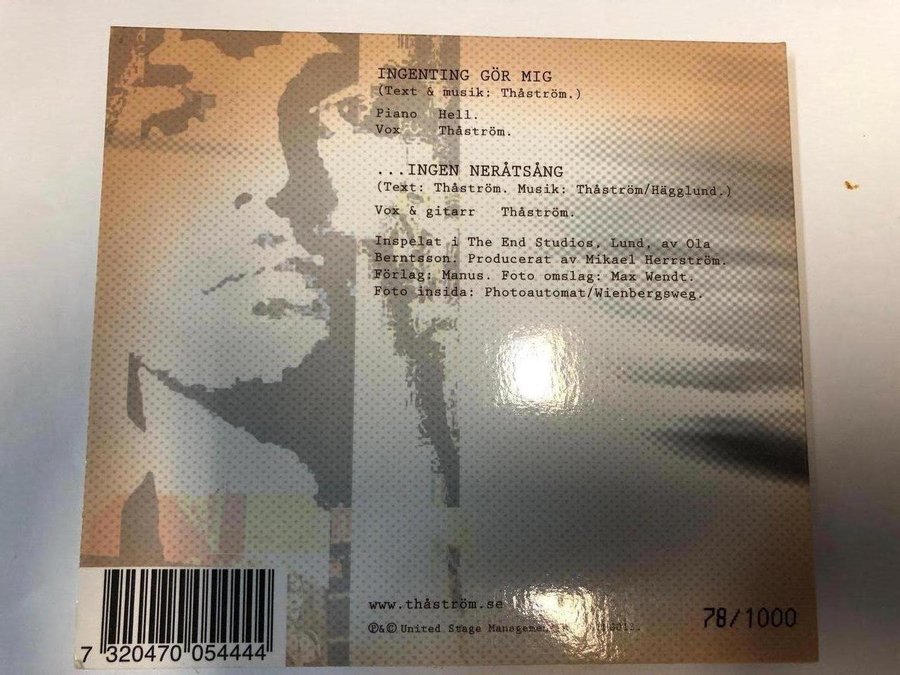 INGENTING GÖR MIG
(Text & musik: Thåström.)
Piano Hell.
Vox Thåström.
...INGEN NERÅTSÅNG
(Text: Thåström. Musik: Thåström/Hägglund.)
Vox & gitarr Thåström.
Inspelat i The End Studios, Lund, av Ola
Berntsson. Producerat av Mikael Herrström.
Förlag: Manus. Foto omslag: Max Wendt.
Foto insida: Photoautomat/Wienbergsweg.
www.thåström.se
℗&© United Stage Management
78/1000
7 320470 054444